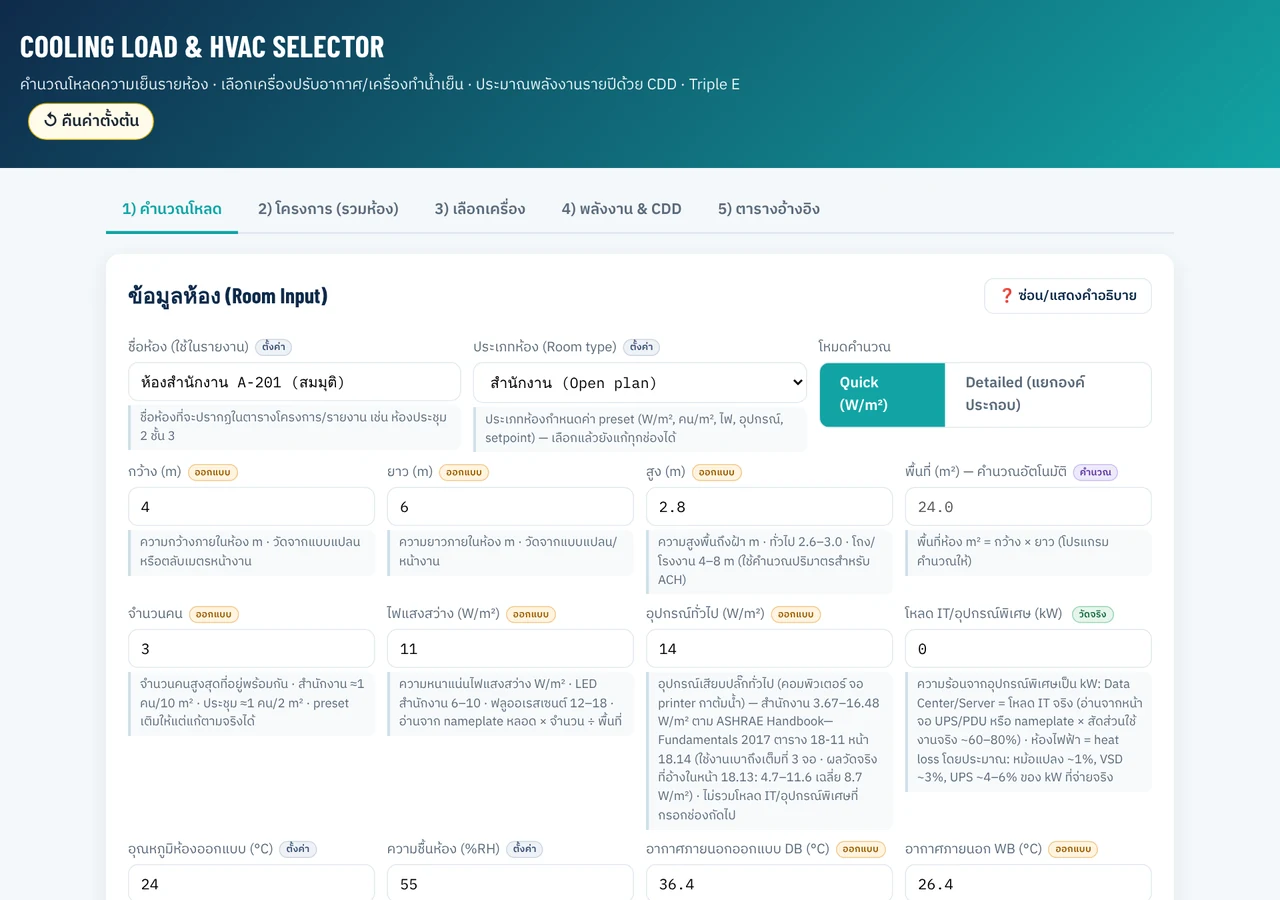 COOLING LOAD & HVAC SELECTOR
คำนวณโหลดความเย็นรายห้อง · เลือกเครื่องปรับอากาศ/เครื่องทำน้ำเย็น · ประมาณพลังงานรายปีด้วย CDD · Triple E
คืนค่าตั้งต้น
1) คำนวณโหลด
2) โครงการ (รวมห้อง)
3) เลือกเครื่อง
4) พลังงาน & CDD
5) ตารางอ้างอิง
ข้อมูลห้อง (Room Input)
❓ ซ่อน/แสดงคำอธิบาย
ชื่อห้อง (ใช้ในรายงาน) ตั้งค่า
ห้องสำนักงาน A-201 (สมมุติ)
ชื่อห้องที่จะปรากฏในตารางโครงการ/รายงาน เช่น ห้องประชุม
2 ชั้น 3
ประเภทห้อง (Room type) ตั้งค่า
สำนักงาน (Open plan)
ประเภทห้องกำหนดค่า preset (W/m², คน/m², ไฟ, อุปกรณ์,
setpoint) — เลือกแล้วยังแก้ทุกช่องได้
โหมดคำนวณ
Quick
(W/m²)
Detailed (แยกองค์
ประกอบ)
กว้าง (m) ออกแบบ
4
ความกว้างภายในห้อง m · วัดจากแบบแปลน
หรือตลับเมตรหน้างาน
ยาว (m) ออกแบบ
6
ความยาวภายในห้อง m · วัดจากแบบแปลน/
หน้างาน
สูง (m) ออกแบบ
2.8
ความสูงพื้นถึงฝ้า m · ทั่วไป 2.6–3.0 · โถง/
โรงงาน 4–8 m (ใช้คำนวณปริมาตรสำหรับ
ACH)
พื้นที่ (m²) — คำนวณอัตโนมัติ คำนวณ
24.0
พื้นที่ห้อง m² = กว้าง × ยาว (โปรแกรม
คำนวณให้)
จำนวนคน ออกแบบ
3
จำนวนคนสูงสุดที่อยู่พร้อมกัน · สำนักงาน ≈1
คน/10 m² · ประชุม ≈1 คน/2 m² · preset
เติมให้แต่แก้ตามจริงได้
ไฟแสงสว่าง (W/m²) ออกแบบ
11
ความหนาแน่นไฟแสงสว่าง W/m² · LED
สำนักงาน 6–10 · ฟลูออเรสเซนต์ 12–18 ·
อ่านจาก nameplate หลอด × จำนวน ÷ พื้นที่
อุปกรณ์ทั่วไป (W/m²) ออกแบบ
14
อุปกรณ์เสียบปลั๊กทั่วไป (คอมพิวเตอร์ จอ
printer กาต้มน้ำ) — สำนักงาน 3.67–16.48
W/m² ตาม ASHRAE Handbook—
Fundamentals 2017 ตาราง 18-11 หน้า
18.14 (ใช้งานเบาถึงเต็มที่ 3 จอ · ผลวัดจริง
ที่อ้างในหน้า 18.13: 4.7–11.6 เฉลี่ย 8.7
W/m²) · ไม่รวมโหลด IT/อุปกรณ์พิเศษที่
กรอกช่องถัดไป
โหลด IT/อุปกรณ์พิเศษ (kW) วัดจริง
0
ความร้อนจากอุปกรณ์พิเศษเป็น kW: Data
Center/Server = โหลด IT จริง (อ่านจากหน้า
จอ UPS/PDU หรือ nameplate × สัดส่วนใช้
งานจริง ~60–80%) · ห้องไฟฟ้า = heat
loss โดยประมาณ: หม้อแปลง ~1%, VSD
~3%, UPS ~4–6% ของ kW ที่จ่ายจริง
อุณหภูมิห้องออกแบบ (°C) ตั้งค่า
24
ความชื้นห้อง (%RH) ตั้งค่า
55
อากาศภายนอกออกแบบ DB (°C) ออกแบบ
36.4
อากาศภายนอก WB (°C) ออกแบบ
26.4